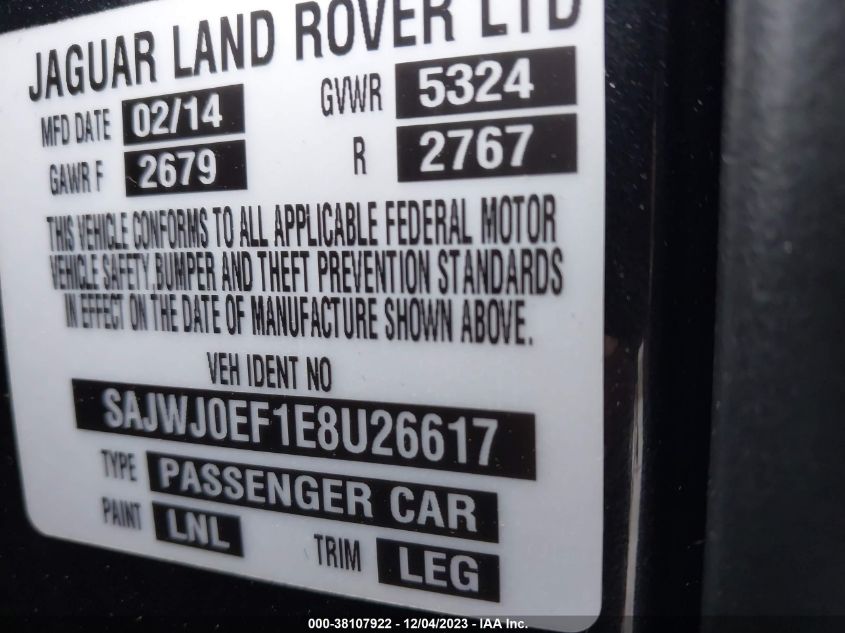 JAGUAR LAND ROVER LTD
MFD DATE 02/14 GVWR 5324
GAWR F 2679 R 2767
THIS VEHICLE CONFORMS TO ALL APPLICABLE FEDERAL MOTOR
VEHICLE SAFETY, BUMPER AND THEFT PREVENTION STANDARDS
IN EFFECT ON THE DATE OF MANUFACTURE SHOWN ABOVE.
VEH IDENT NO
SAJWJ0EF1E8U26617
TYPE PASSENGER CAR
PAINT LNL TRIM LEG
000-38107922 - 12/04/2023 - IAA Inc.